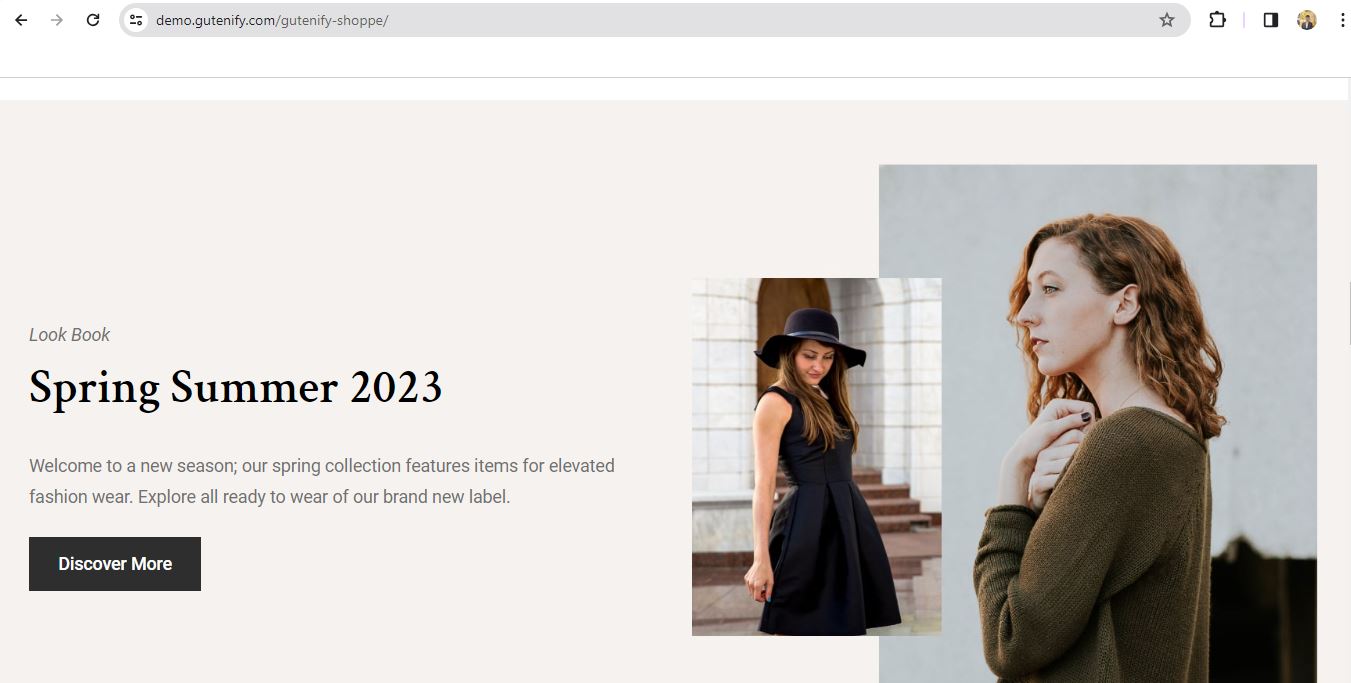 demo.gutenify.com/gutenify-shoppe/
Look Book
Spring Summer 2023
Welcome to a new season; our spring collection features items for elevated
fashion wear. Explore all ready to wear of our brand new label.
Discover More